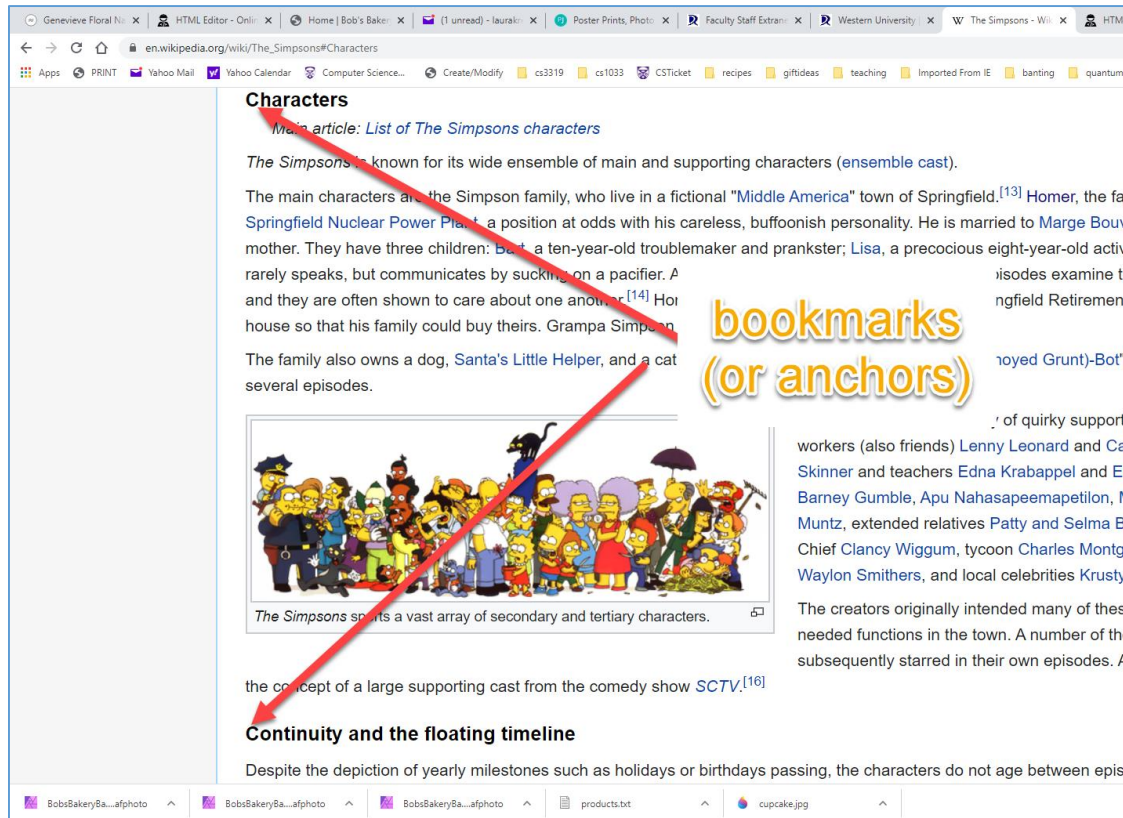 Genevieve Floral Na
HTML Editor - Onlin
Home | Bob's Baker
(1 unread) - laurakr
Poster Prints, Photo
Faculty Staff Extrane
Western University
The Simpsons - Wik
HTM
en.wikipedia.org/wiki/The_Simpsons#Characters
Apps PRINT Yahoo Mail Yahoo Calendar Computer Science... Create/Modify cs3319 cs1033 CSTicket recipes giftideas teaching Imported From IE banting quantum
Characters
Main article: List of The Simpsons characters
The Simpsons is known for its wide ensemble of main and supporting characters (ensemble cast).
The main characters are the Simpson family, who live in a fictional "Middle America" town of Springfield.[13] Homer, the fa
Springfield Nuclear Power Plant, a position at odds with his careless, buffoonish personality. He is married to Marge Bouv
mother. They have three children: Bart, a ten-year-old troublemaker and prankster; Lisa, a precocious eight-year-old activ
rarely speaks, but communicates by sucking on a pacifier. A isodes examine t
and they are often shown to care about one another.[14] Hor ngfield Retiremen
house so that his family could buy theirs. Grampa Simpson
The family also owns a dog, Santa's Little Helper, and a cat noyed Grunt)-Bot"
several episodes.
bookmarks
(or anchors)
y of quirky support
workers (also friends) Lenny Leonard and Ca
Skinner and teachers Edna Krabappel and E
Barney Gumble, Apu Nahasapeemapetilon, M
Muntz, extended relatives Patty and Selma B
Chief Clancy Wiggum, tycoon Charles Montg
Waylon Smithers, and local celebrities Krusty
The Simpsons sports a vast array of secondary and tertiary characters.
The creators originally intended many of thes
needed functions in the town. A number of the
subsequently starred in their own episodes. A
the concept of a large supporting cast from the comedy show SCTV.[16]
Continuity and the floating timeline
Despite the depiction of yearly milestones such as holidays or birthdays passing, the characters do not age between epis
BobsBakeryBa....afphoto
BobsBakeryBa....afphoto
BobsBakeryBa....afphoto
products.txt
cupcake.jpg